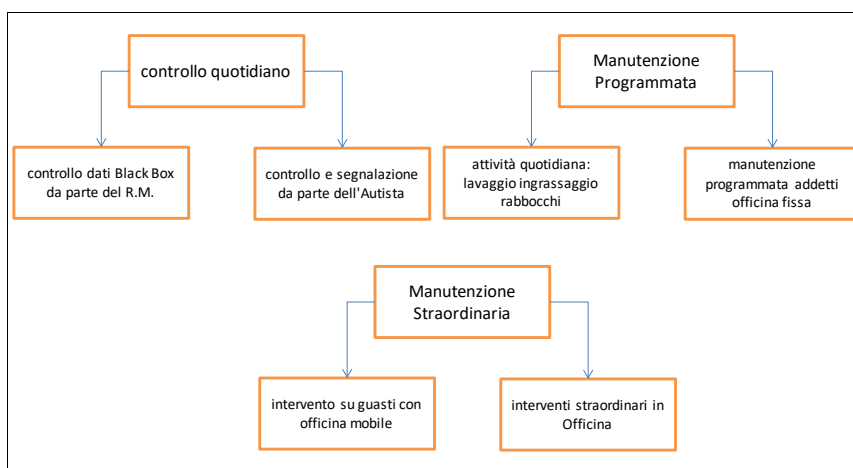 controllo quotidiano
controllo dati Black Box
da parte del R.M.
controllo e segnalazione
da parte dell'Autista
Manutenzione
Programmata
attività quotidiana:
lavaggio ingrassaggio
rabbocchi
manutenzione
programmata addetti
officina fissa
Manutenzione
Straordinaria
intervento su guasti con
officina mobile
interventi straordinari in
Officina